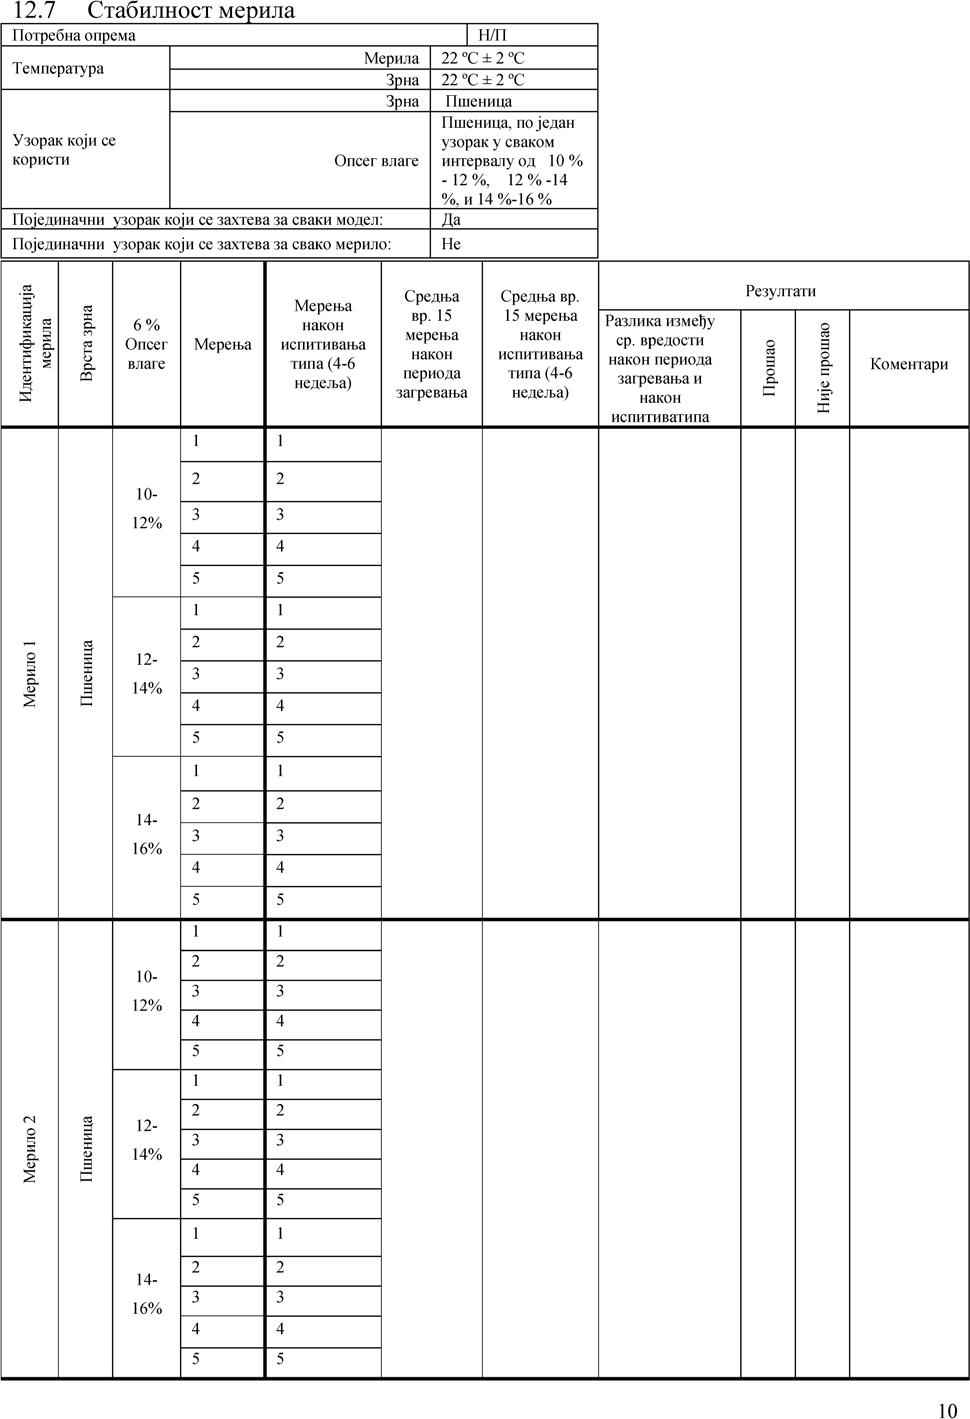 12.7 Стабилност мерила
Потребна опрема Н/П
Температура
Мерила 22 ºC ± 2 ºC
Зрна 22 ºC ± 2 ºC
Узорак који се
користи
Зрна Пшеница
Опсег влаге
Пшеница, по један
узорак у сваком
интервалу од 10 %
- 12 %, 12 % -14
%, и 14 %-16 %
Појединачни узорак који се захтева за сваки модел: Да
Појединачни узорак који се захтева за свако мерило: Не
Идентификација
мерила
Врста зрна
6 %
Опсег
влаге
Мерења
Мерења
након
испитивања
типа (4-6
недеља)
Средња
вр. 15
мерења
након
периода
загревања
Средња вр.
15 мерења
након
испитивања
типа (4-6
недеља)
Резултати
Разлика између
ср. вредости
након периода
загревања и
након
испитиватипа
Прошао
Није прошао
Коментари
Мерило 1
Пшеница
10-
12%
1 1
2 2
3 3
4 4
5 5
12-
14%
1 1
2 2
3 3
4 4
5 5
14-
16%
1 1
2 2
3 3
4 4
5 5
Мерило 2
Пшеница
10-
12%
1 1
2 2
3 3
4 4
5 5
12-
14%
1 1
2 2
3 3
4 4
5 5
14-
16%
1 1
2 2
3 3
4 4
5 5
10